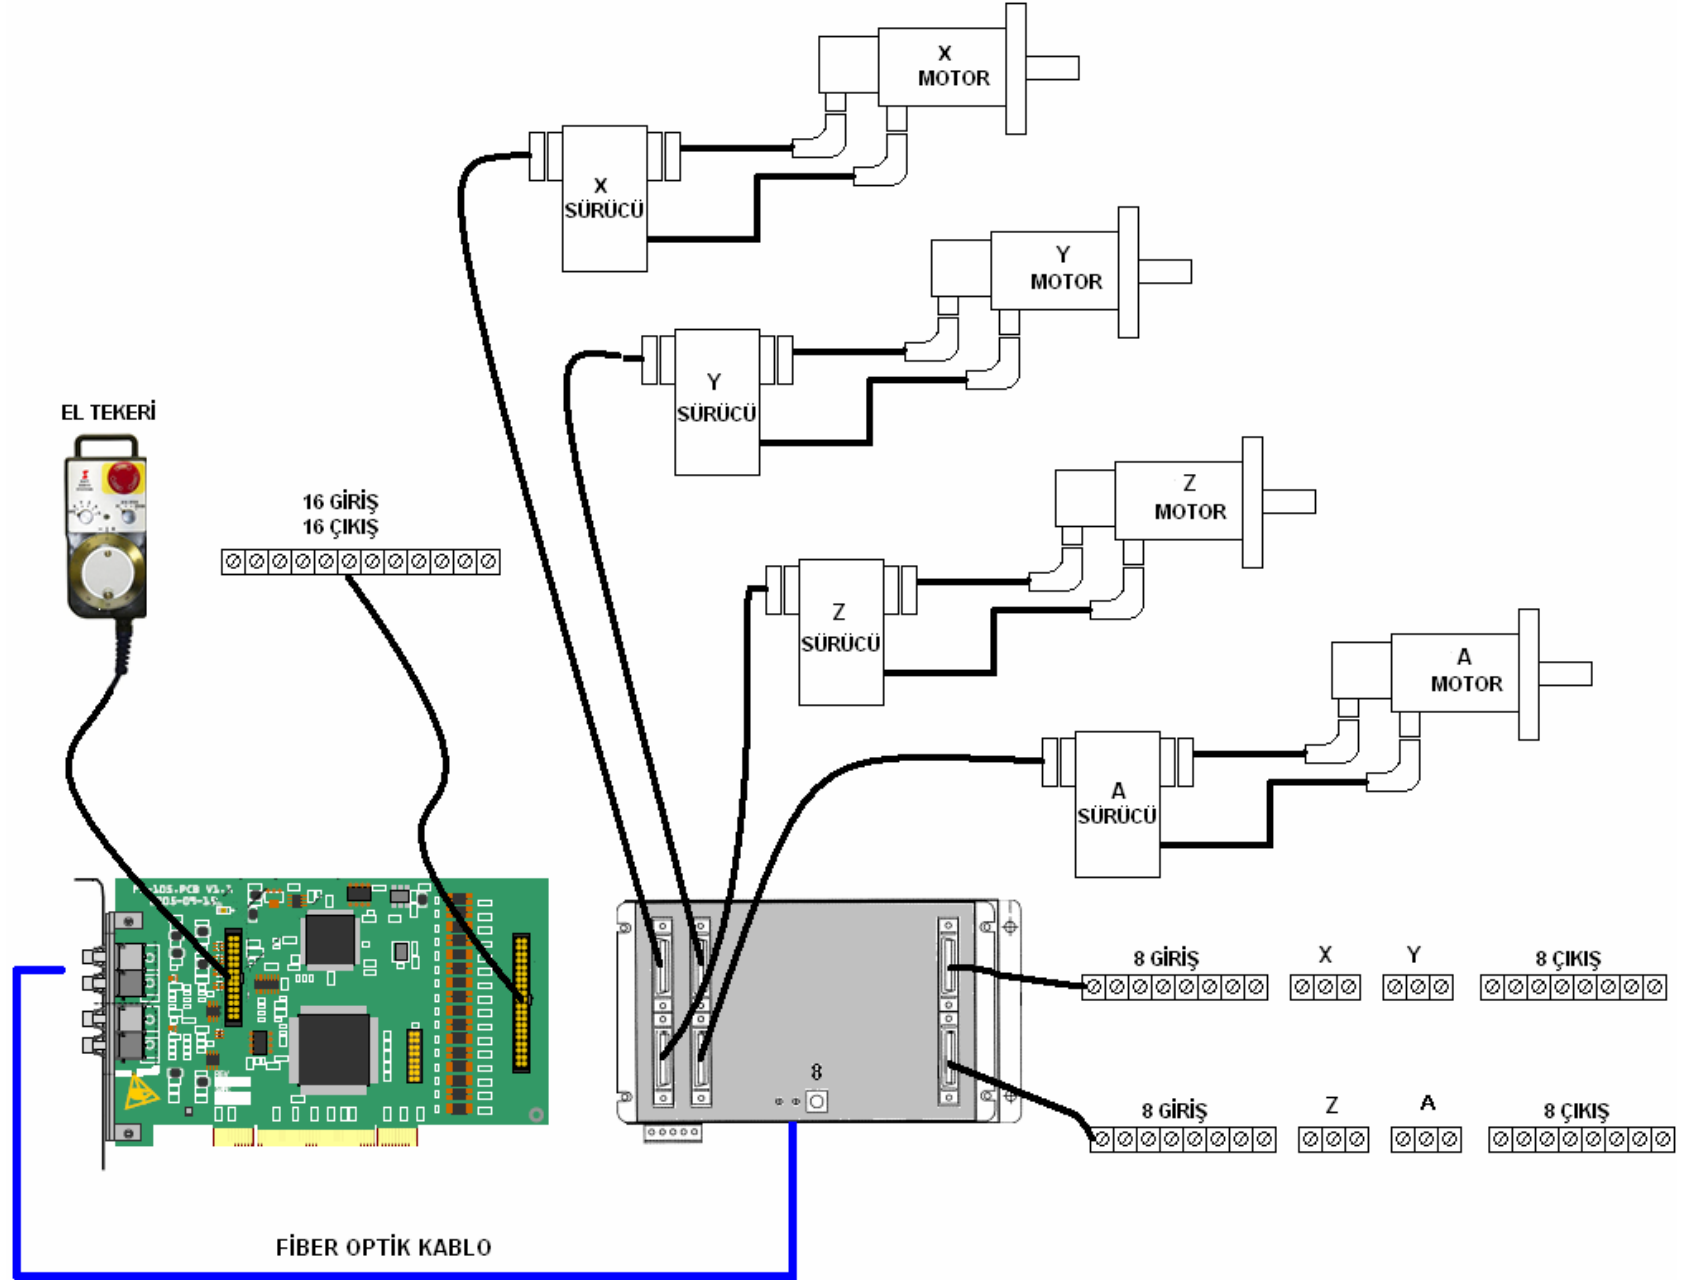 X
MOTOR
X
SÜRÜCÜ
Y
MOTOR
Y
SÜRÜCÜ
EL TEKERİ
16 GİRİŞ
16 ÇIKIŞ
Z
MOTOR
Z
SÜRÜCÜ
A
MOTOR
A
SÜRÜCÜ
8 GİRİŞ X Y 8 ÇIKIŞ
8
8 GİRİŞ Z A 8 ÇIKIŞ
FİBER OPTİK KABLO